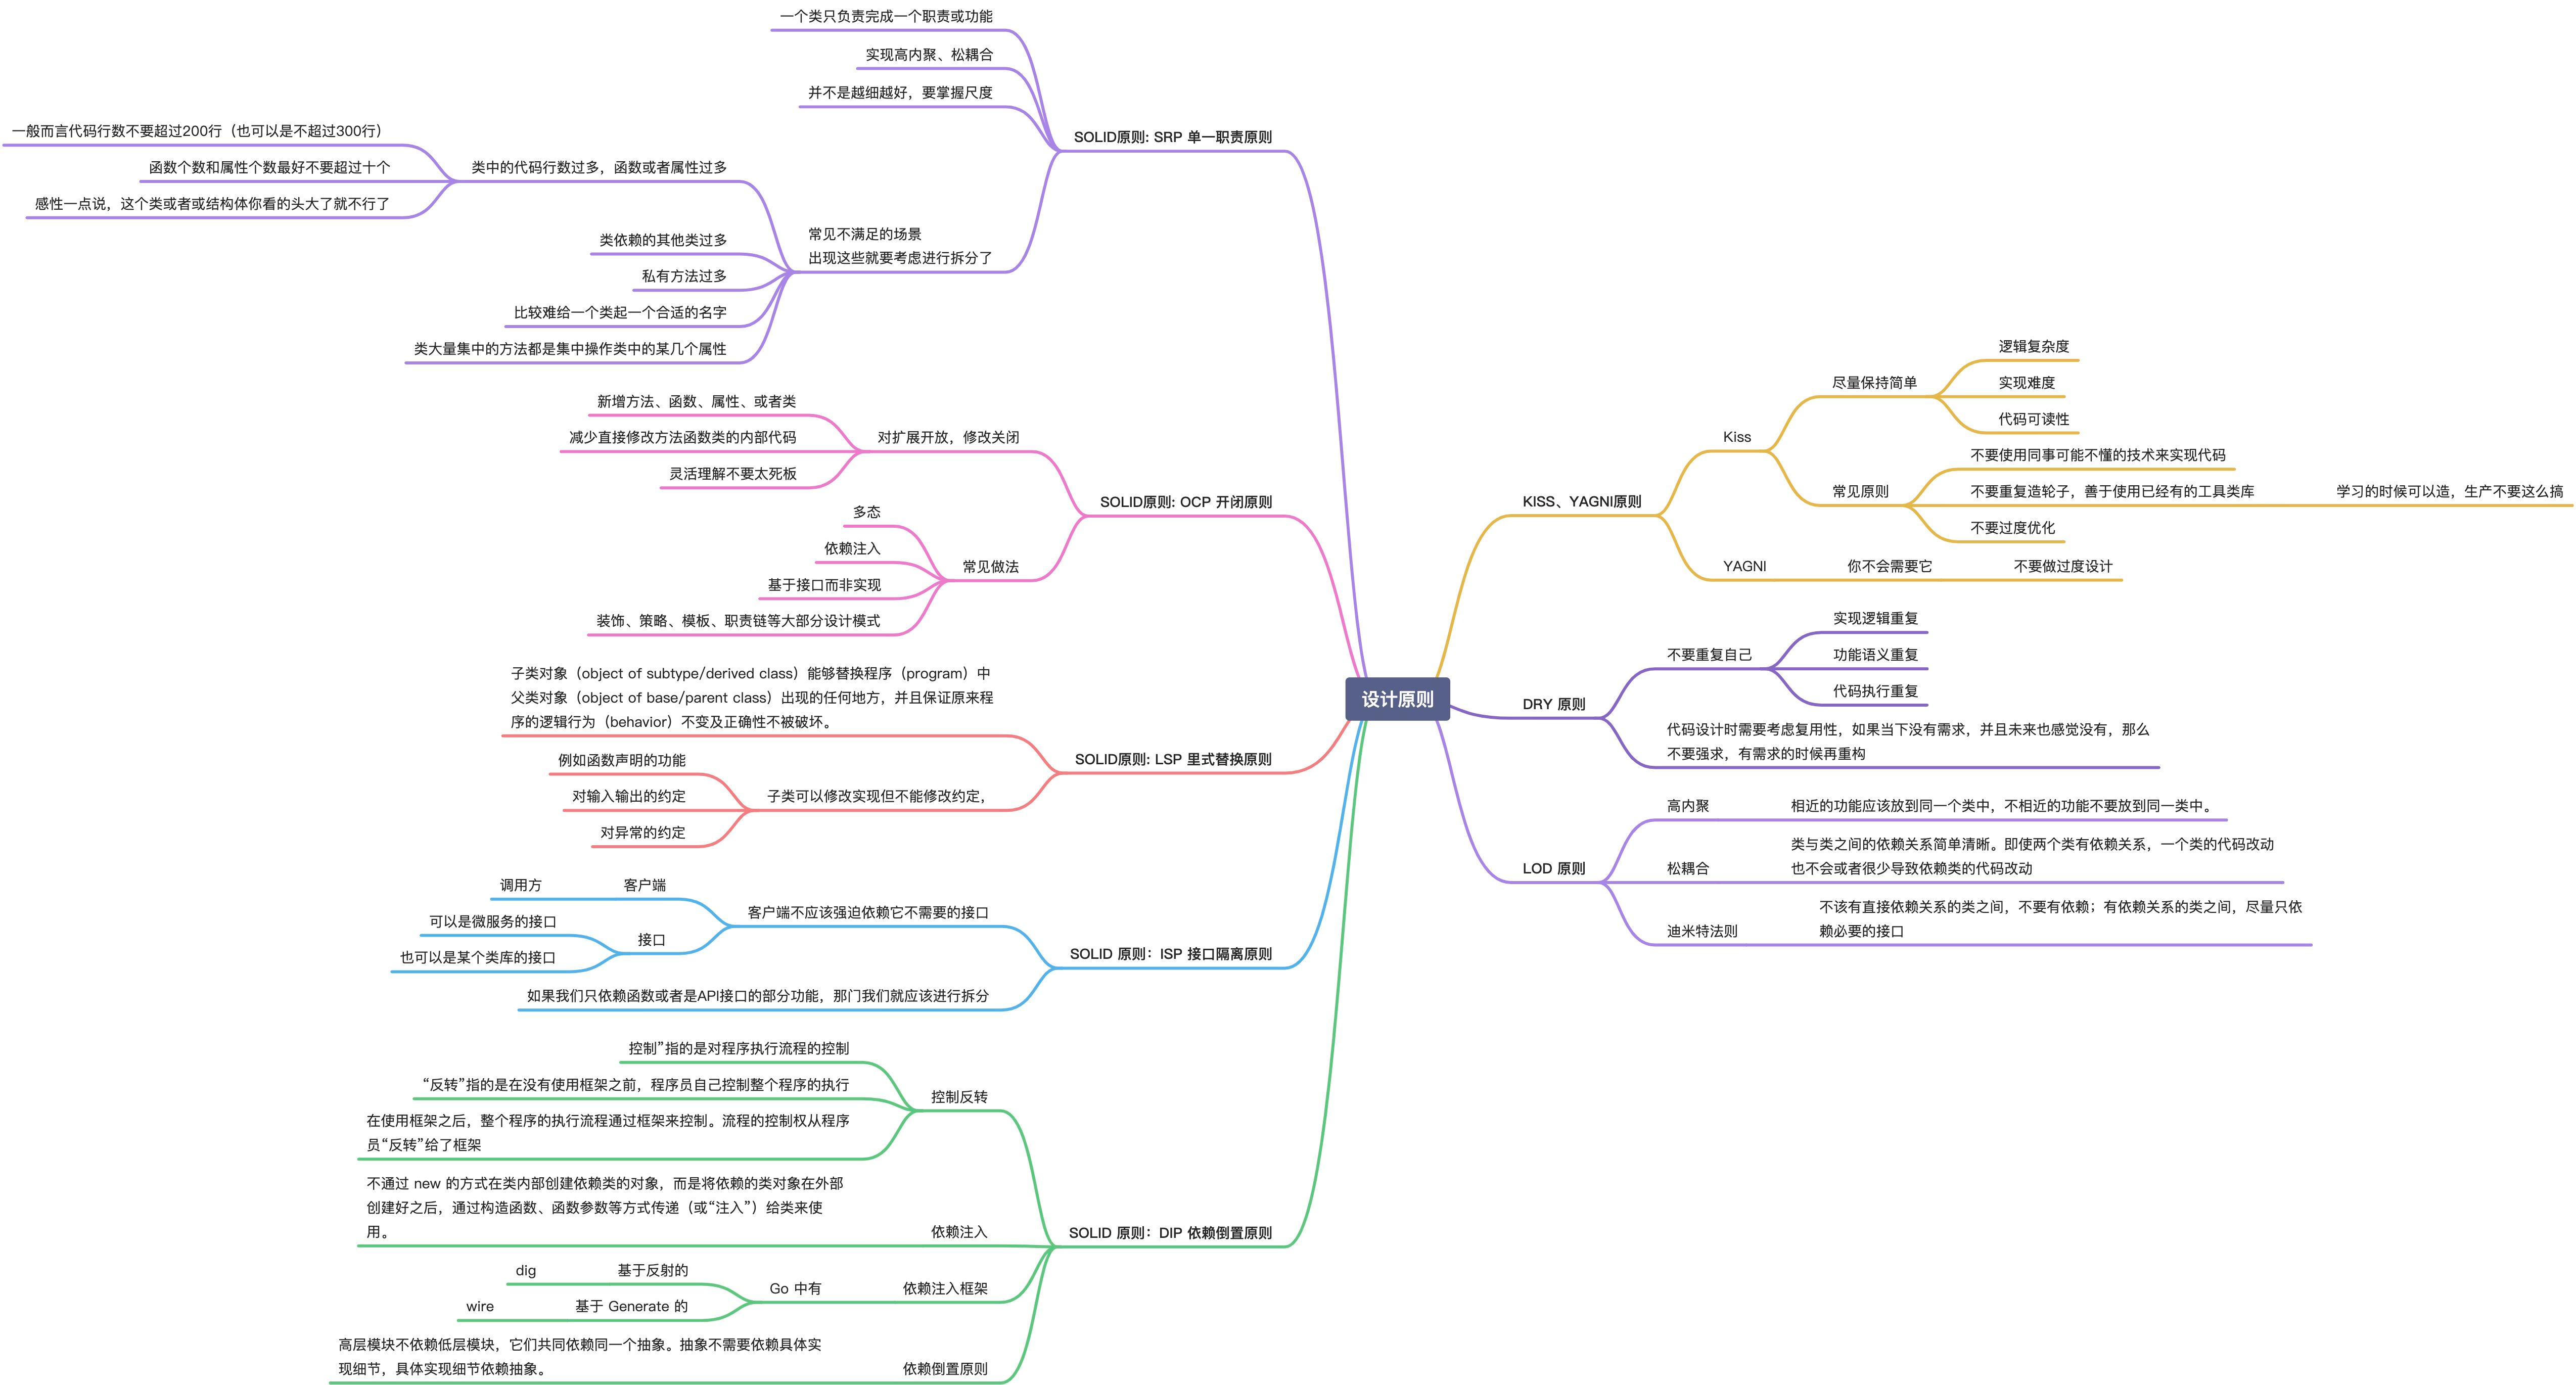 设计原则
SOLID原则: SRP 单一职责原则
一个类只负责完成一个职责或功能
实现高内聚、松耦合
并不是越细越好，要掌握尺度
常见不满足的场景
出现这些就要考虑进行拆分了
类中的代码行数过多，函数或者属性过多
一般而言代码行数不要超过200行（也可以是不超过300行）
函数个数和属性个数最好不要超过十个
感性一点说，这个类或者或结构体你看的头大了就不行了
类依赖的其他类过多
私有方法过多
比较难给一个类起一个合适的名字
类大量集中的方法都是集中操作类中的某几个属性
SOLID原则: OCP 开闭原则
对扩展开放，修改关闭
新增方法、函数、属性、或者类
减少直接修改方法函数类的内部代码
灵活理解不要太死板
常见做法
多态
依赖注入
基于接口而非实现
装饰、策略、模板、职责链等大部分设计模式
SOLID原则: LSP 里式替换原则
子类对象（object of subtype/derived class）能够替换程序（program）中
父类对象（object of base/parent class）出现的任何地方，并且保证原来程
序的逻辑行为（behavior）不变及正确性不被破坏。
子类可以修改实现但不能修改约定，
例如函数声明的功能
对输入输出的约定
对异常的约定
SOLID 原则：ISP 接口隔离原则
客户端不应该强迫依赖它不需要的接口
客户端
调用方
接口
可以是微服务的接口
也可以是某个类库的接口
如果我们只依赖函数或者是API接口的部分功能，那门我们就应该进行拆分
SOLID 原则：DIP 依赖倒置原则
控制反转
控制”指的是对程序执行流程的控制
“反转”指的是在没有使用框架之前，程序员自己控制整个程序的执行
在使用框架之后，整个程序的执行流程通过框架来控制。流程的控制权从程序
员“反转”给了框架
依赖注入
不通过 new 的方式在类内部创建依赖类的对象，而是将依赖的类对象在外部
创建好之后，通过构造函数、函数参数等方式传递（或“注入”）给类来使
用。
依赖注入框架
Go 中有
基于反射的
dig
基于 Generate 的
wire
依赖倒置原则
高层模块不依赖低层模块，它们共同依赖同一个抽象。抽象不需要依赖具体实
现细节，具体实现细节依赖抽象。
KISS、YAGNI原则
Kiss
尽量保持简单
逻辑复杂度
实现难度
代码可读性
常见原则
不要使用同事可能不懂的技术来实现代码
不要重复造轮子，善于使用已经有的工具类库
学习的时候可以造，生产不要这么搞
不要过度优化
YAGNI
你不会需要它
不要做过度设计
DRY 原则
不要重复自己
实现逻辑重复
功能语义重复
代码执行重复
代码设计时需要考虑复用性，如果当下没有需求，并且未来也感觉没有，那么
不要强求，有需求的时候再重构
LOD 原则
高内聚
相近的功能应该放到同一个类中，不相近的功能不要放到同一类中。
松耦合
类与类之间的依赖关系简单清晰。即使两个类有依赖关系，一个类的代码改动
也不会或者很少导致依赖类的代码改动
迪米特法则
不该有直接依赖关系的类之间，不要有依赖；有依赖关系的类之间，尽量只依
赖必要的接口